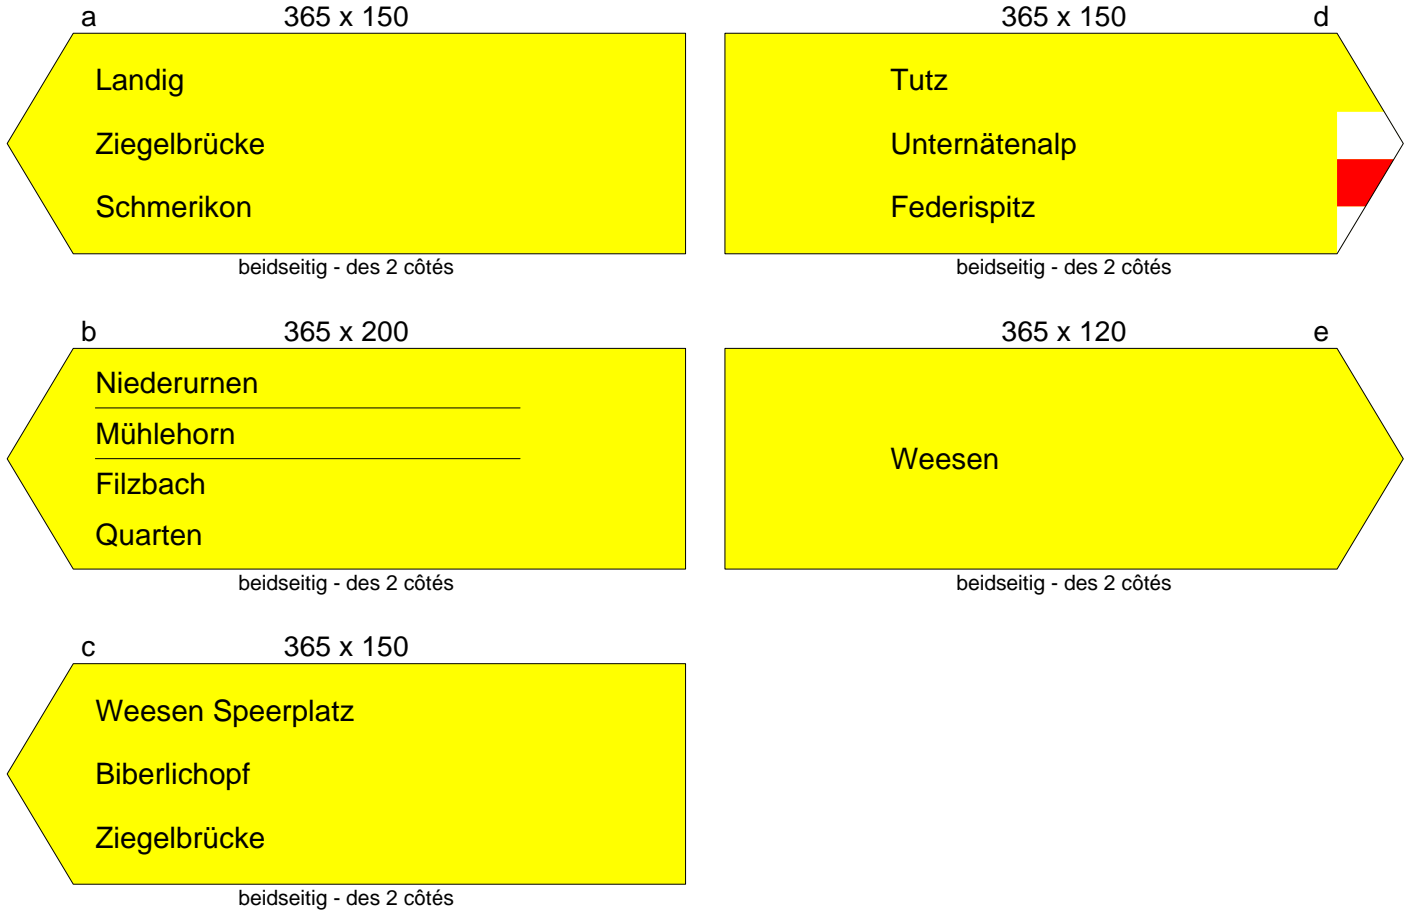 a 365 x 150
Landig
Ziegelbrücke
Schmerikon
beidseitig - des 2 côtés
365 x 150 d
Tutz
Unternätenalp
Federispitz
beidseitig - des 2 côtés
b 365 x 200
Niederurnen
Mühlehorn
Filzbach
Quarten
beidseitig - des 2 côtés
365 x 120 e
Weesen
beidseitig - des 2 côtés
c 365 x 150
Weesen Speerplatz
Biberlichopf
Ziegelbrücke
beidseitig - des 2 côtés